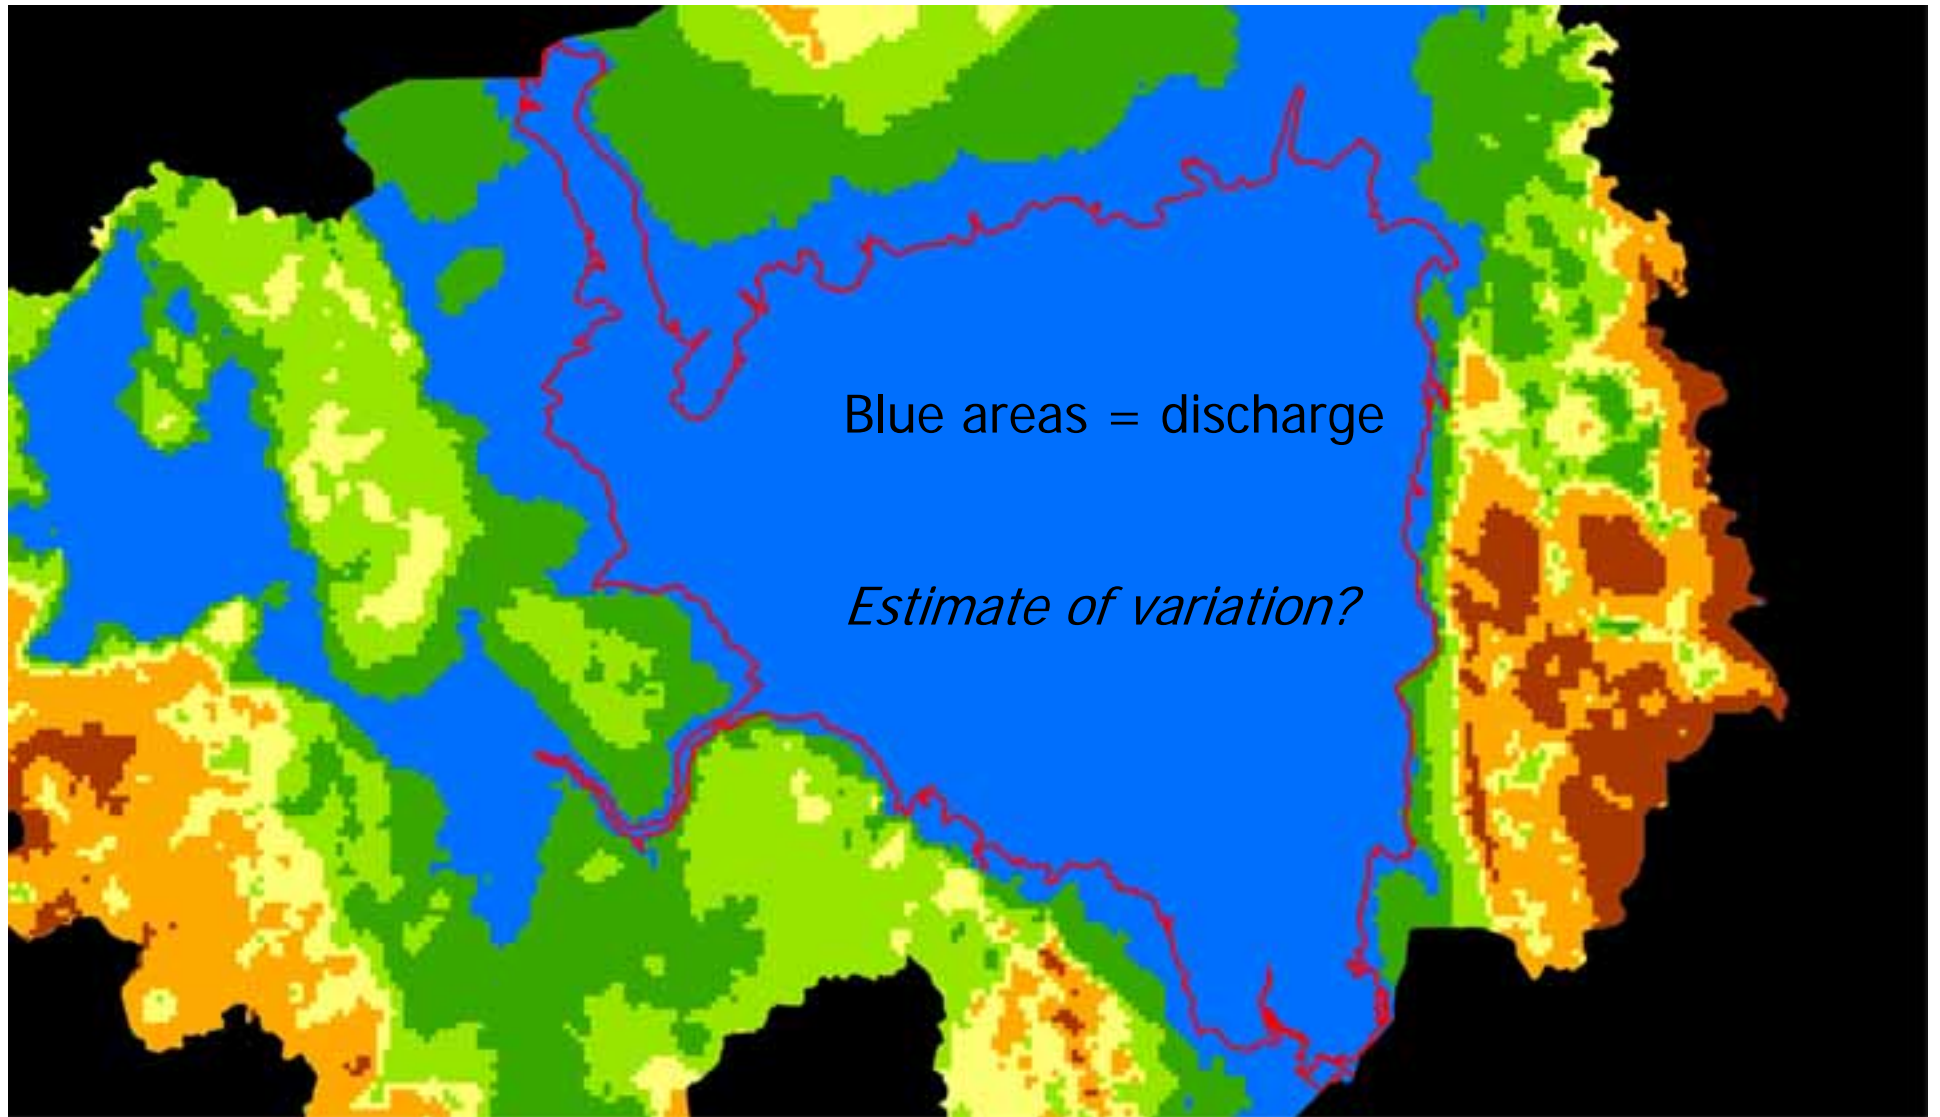 Blue areas = discharge
Estimate of variation?